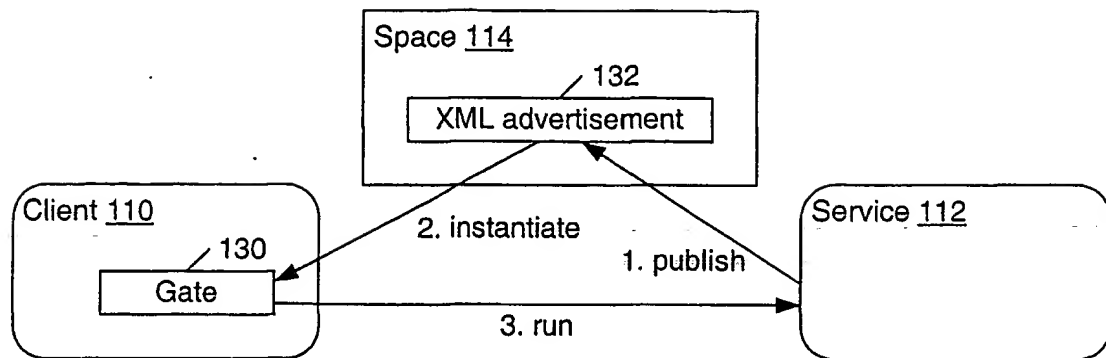 Space 114
132
XML advertisement
Client 110
2. instantiate
Service 112
130
1. publish
Gate
3. run